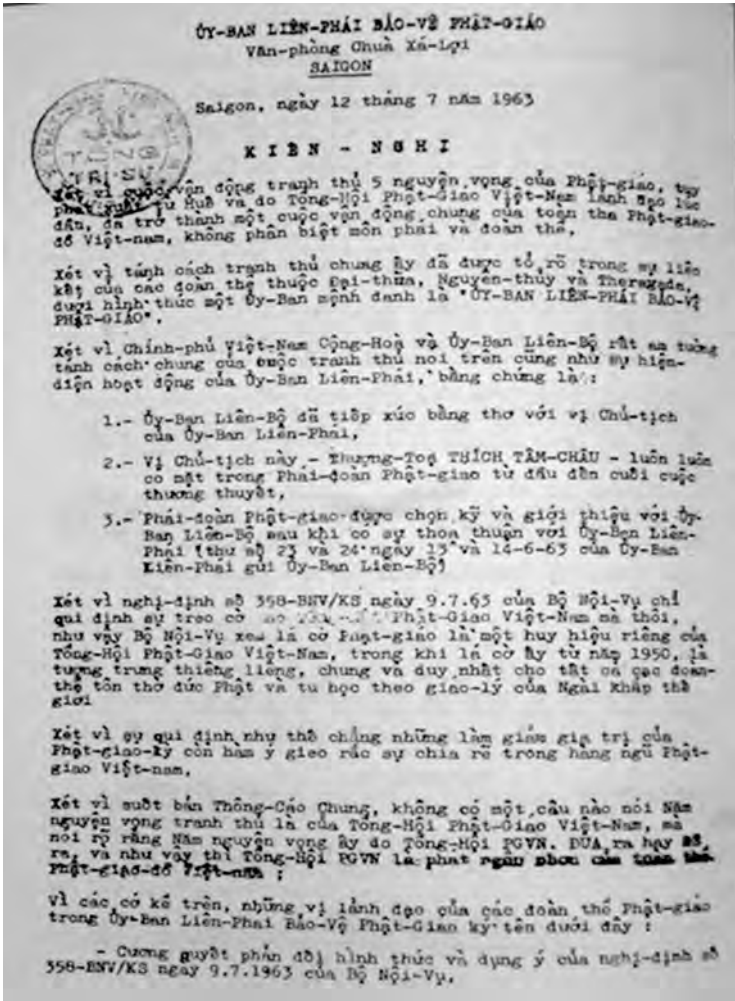 ỦY-BAN LIÊN-PHÁI BẢO-VỆ PHẬT-GIÁO
Văn-phòng Chuà Xá-Lợi
SAIGON
Saigon, ngày 12 tháng 7 năm 1963
KIẾN - NGHỊ
TRỊ SỰ
Xét vì cuộc vận động tranh thủ 5 nguyện vọng của Phật-giáo, tuy
phát xuất tự Huế và do Tổng-Hội Phật-Giáo Việt-Nam lãnh đạo lúc
đầu, đã trở thành một cuộc vận động chung của toàn thể Phật-giáo-
đồ Việt-nam, không phân biệt môn phái và đoàn thể,
Xét vì tánh cách tranh thủ chung ấy đã được tỏ rõ trong sự liên
kết của các đoàn thể thuộc Đại-thừa, Nguyên-thủy và Theravada,
dưới hình thức một Ủy-Ban mệnh danh là "ỦY-BAN LIÊN-PHÁI BẢO-VỆ
PHẬT-GIÁO".
Xét vì Chính-phủ Việt-Nam Cộng-Hoà và Ủy-Ban Liên-Bộ rất am tường
tánh cách chung của cuộc tranh thủ nói trên cũng như sự hiện-
diện hoạt động của Ủy-Ban Liên-Phái, bằng chứng là :
1.- Ủy-Ban Liên-Bộ đã tiếp xúc bằng thơ với vị Chủ-tịch
của Ủy-Ban Liên-Phái,
2.- Vị Chủ-tịch này - Thượng-Toạ THÍCH TÂM-CHÂU - luôn luôn
có mặt trong Phái-đoàn Phật-giáo từ đầu đến cuối cuộc
thương thuyết,
3.- Phái-đoàn Phật-giáo được chọn kỹ và giới thiệu với Ủy-
Ban Liên-Bộ sau khi có sự thoả thuận với Ủy-Ban Liên-
Phái (thư số 23 và 24 ngày 13 và 14-6-63 của Ủy-Ban
Liên-Phái gửi Ủy-Ban Liên-Bộ)
Xét vì nghị-định số 358-BNV/KS ngày 9.7.63 của Bộ Nội-Vụ chỉ
qui định sự treo cờ Phật-Giáo Việt-Nam mà thôi,
như vậy Bộ Nội-Vụ xem lá cờ Phật-giáo là một huy hiệu riêng của
Tổng-Hội Phật-Giáo Việt-Nam, trong khi lá cờ ấy từ năm 1950, là
tượng trưng thiêng liêng, chung và duy nhất cho tất cả các đoàn-
thể tôn thờ đức Phật và tu học theo giáo-lý của Ngài khắp thế
giới
Xét vì sự qui định như thế chẳng những làm giảm giá trị của
Phật-giáo-kỳ còn hàm ý gieo rắc sự chia rẽ trong hàng ngũ Phật-
giáo Việt-nam,
Xét vì suốt bản Thông-Cáo Chung, không có một câu nào nói Năm
nguyện vọng tranh thủ là của Tổng-Hội Phật-Giáo Việt-Nam, mà
nói rõ rằng Năm nguyện vọng ấy do Tổng-Hội PGVN. ĐƯA ra hay
ra, và như vậy thì Tổng-Hội PGVN là phát ngôn nhơn của toàn thể
Phật-giáo-đồ Việt-nam ;
Vì các cớ kể trên, những vị lảnh đạo của các đoàn thể Phật-giáo
trong Ủy-Ban Liên-Phái Bảo-Vệ Phật-Giáo ký tên dưới đây :
- Cương quyết phản đối hình thức và dụng ý của nghị-định số
358-BNV/KS ngày 9.7.1963 của Bộ Nội-Vụ,